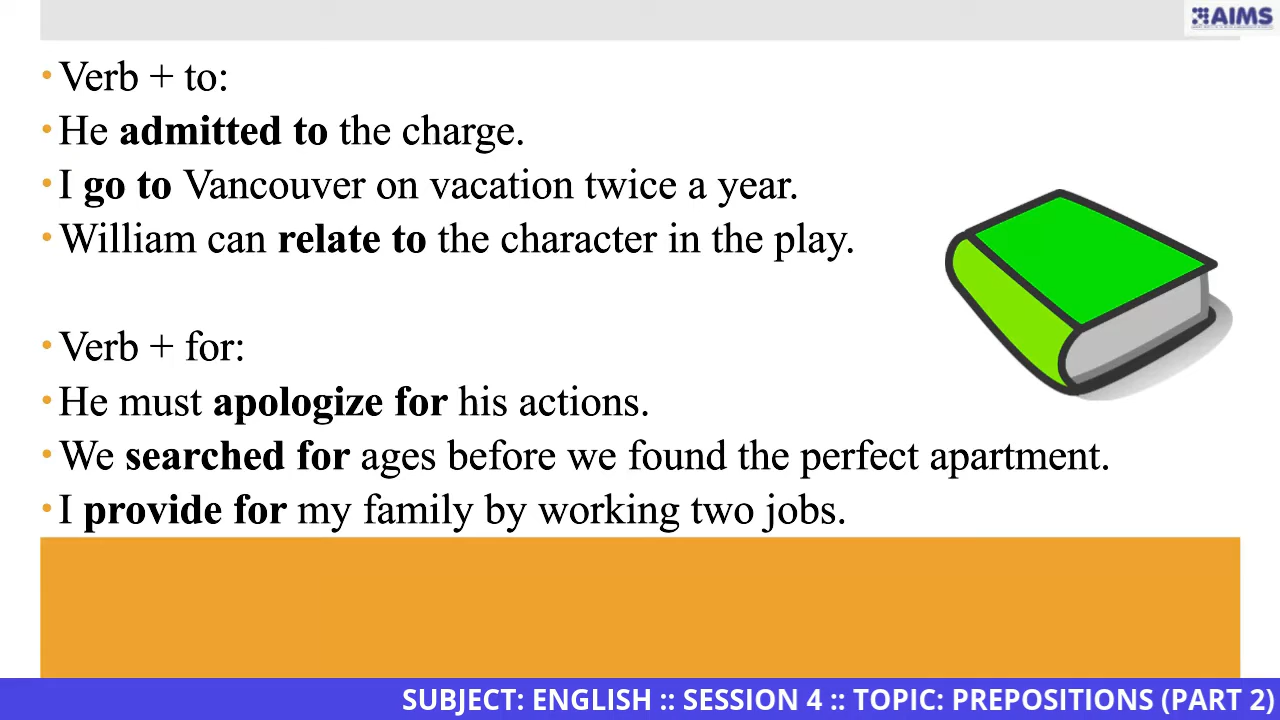 AIMS
• Verb + to:
• He admitted to the charge.
• I go to Vancouver on vacation twice a year.
• William can relate to the character in the play.
• Verb + for:
• He must apologize for his actions.
• We searched for ages before we found the perfect apartment.
• I provide for my family by working two jobs.
SUBJECT: ENGLISH :: SESSION 4 :: TOPIC: PREPOSITIONS (PART 2)